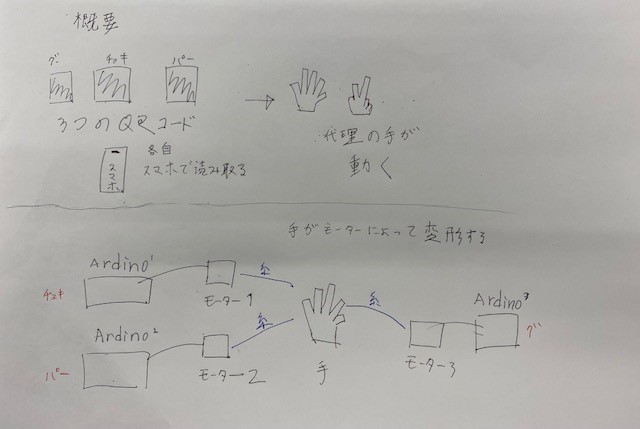 概要
グー チョキ パー
3つのQRコード
代理の手が
動く
スマホ
各自
スマホで読み取る
手がモーターによって変形する
Ardino¹
チョキ
モーター1
糸
Ardino²
パー
モーター2
糸
手
糸
モーター3
Ardino³
グー